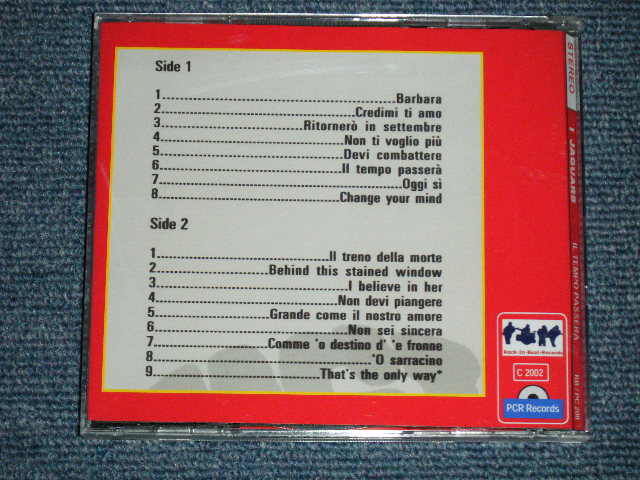 Side 1
1 Barbara
2 Credimi ti amo
3 Ritornerò in settembre
4 Non ti voglio più
5 Devi combattere
6 Il tempo passerà
7 Oggi sì
8 Change your mind
Side 2
1 Il treno della morte
2 Behind this stained window
3 I believe in her
4 Non devi piangere
5 Grande come il nostro amore
6 Non sei sincera
7 Comme 'o destino d' 'e fronne
8 'O sarracino
9 That's the only way*
Rock-In-Beat-Records
C 2002
PCR Records
STEREO
I JAGUARS
IL TEMPO PASSERÀ